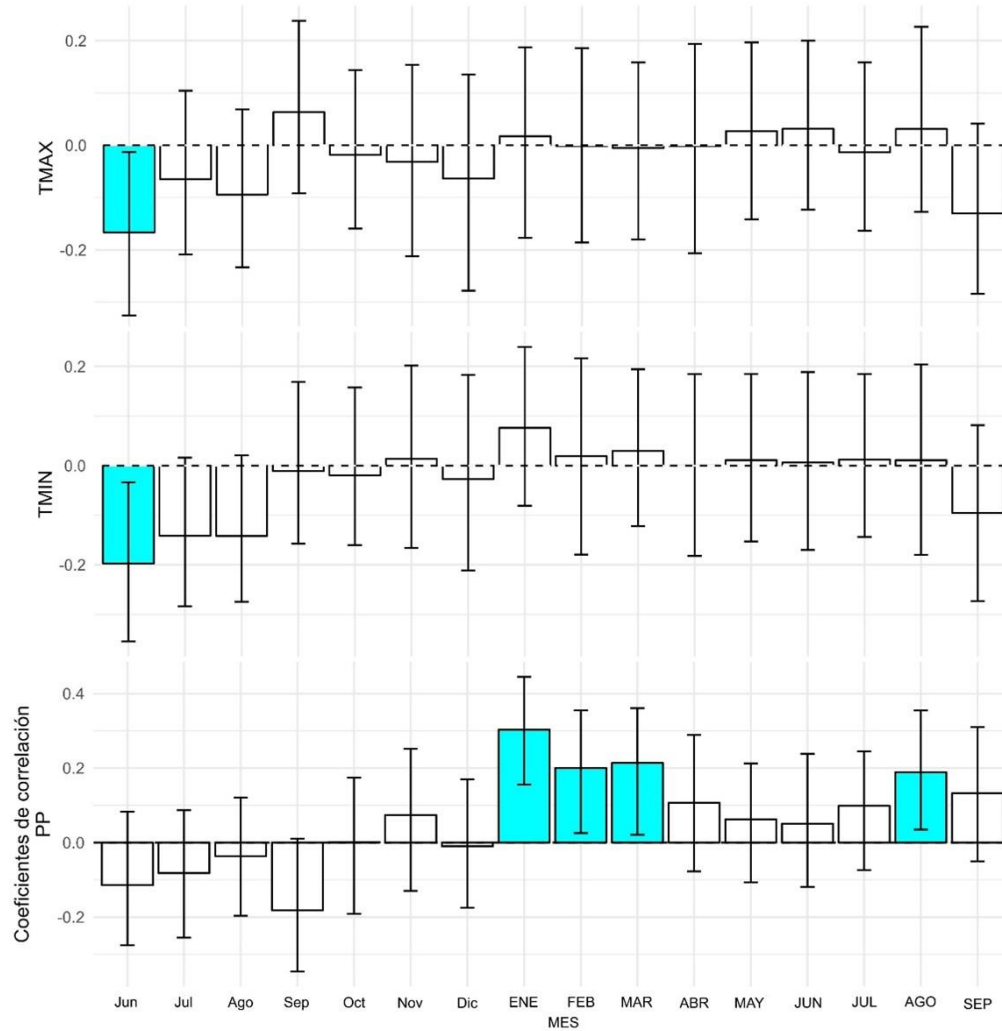 0.2
0.0
-0.2
TMAX
0.2
0.0
-0.2
TMIN
0.4
0.2
0.0
-0.2
Coeficientes de correlación
PP
Jun Jul Ago Sep Oct Nov Dic ENE FEB MAR ABR MAY JUN JUL AGO SEP
MES